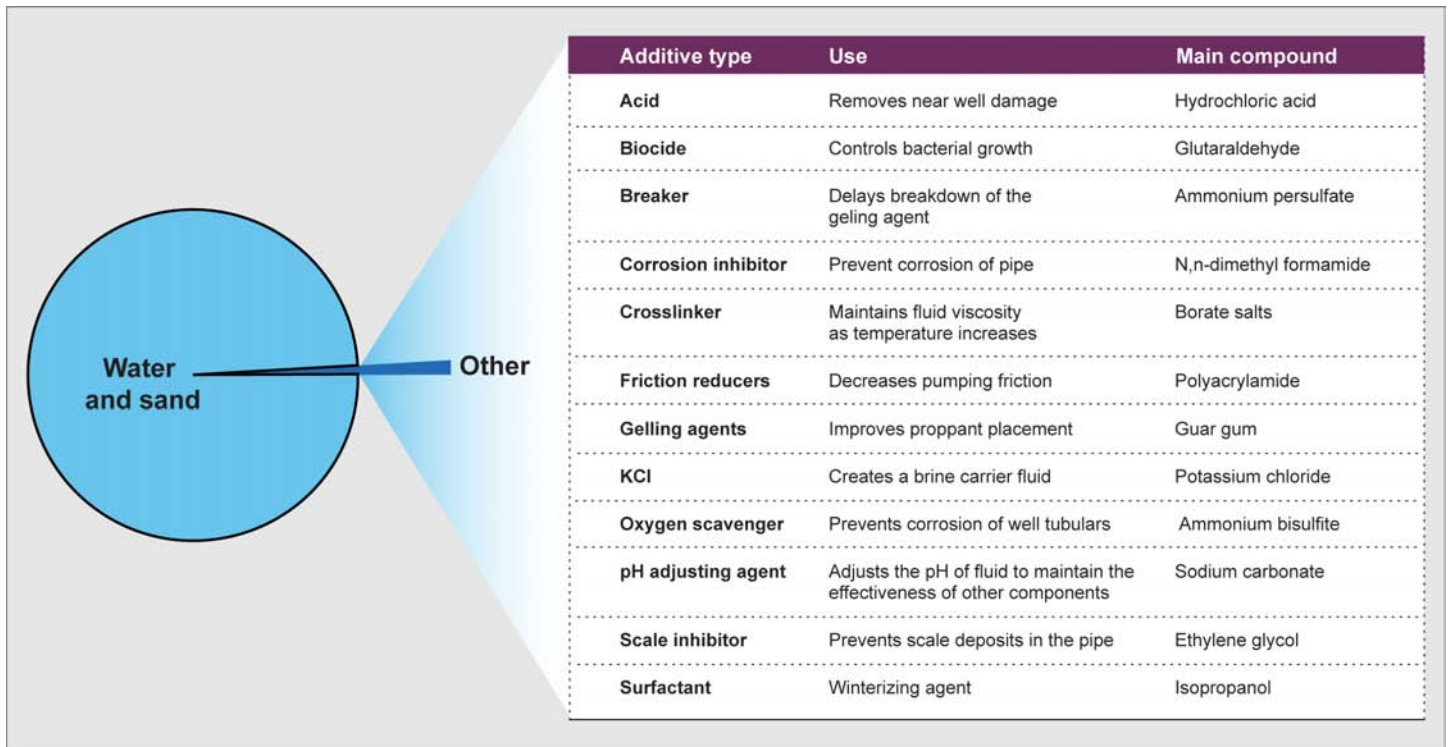 Water
and sand
Other
Additive type Use Main compound
Acid Removes near well damage Hydrochloric acid
Biocide Controls bacterial growth Glutaraldehyde
Breaker Delays breakdown of the Ammonium persulfate
geling agent
Corrosion inhibitor Prevent corrosion of pipe N,n-dimethyl formamide
Crosslinker Maintains fluid viscosity Borate salts
as temperature increases
Friction reducers Decreases pumping friction Polyacrylamide
Gelling agents Improves proppant placement Guar gum
KCl Creates a brine carrier fluid Potassium chloride
Oxygen scavenger Prevents corrosion of well tubulars Ammonium bisulfite
pH adjusting agent Adjusts the pH of fluid to maintain the Sodium carbonate
effectiveness of other components
Scale inhibitor Prevents scale deposits in the pipe Ethylene glycol
Surfactant Winterizing agent Isopropanol